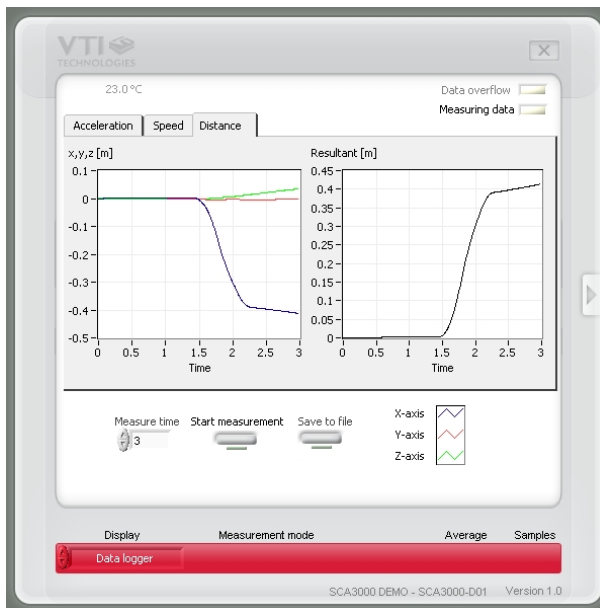 VTI
TECHNOLOGIES
23.0 °C
Data overflow
Measuring data
Acceleration Speed Distance
x,y,z [m]
0.1
0
-0.1
-0.2
-0.3
-0.4
-0.5
0 0.5 1 1.5 2 2.5 3
Time
Resultant [m]
0.45
0.4
0.35
0.3
0.25
0.2
0.15
0.1
0.05
0
0 0.5 1 1.5 2 2.5 3
Time
Measure time
3
Start measurement
Save to file
X-axis
Y-axis
Z-axis
Display Measurement mode Average Samples
Data logger
SCA3000 DEMO - SCA3000-D01 Version 1.0